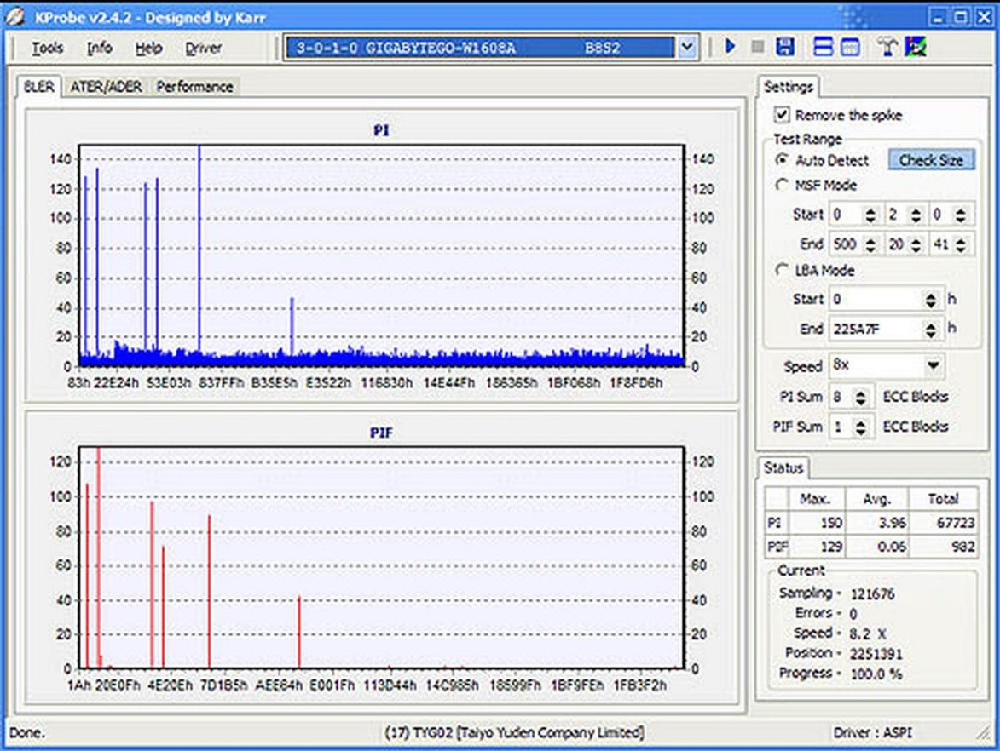 KProbe v2.4.2 - Designed by Karr
Tools Info Help Driver
3-0-1-0 GIGABYTEGO-W1608A B8S2
BLER ATER/ADER Performance
PI
140 140
120 120
100 100
80 80
60 60
40 40
20 20
0 0
83h 22E24h 53E03h 837FFh B35E5h E3522h 116830h 14E44Fh 186365h 1BF068h 1F8FD6h
PIF
120 120
100 100
80 80
60 60
40 40
20 20
0 0
1Ah 20E0Fh 4E20Eh 7D1B5h AEE64h E001Fh 113D44h 14C985h 18599Fh 1BF9FEh 1FB3F2h
Settings
Remove the spike
Test Range
Auto Detect Check Size
MSF Mode
Start 0 2 0
End 500 20 41
LBA Mode
Start 0 h
End 225A7F h
Speed 8x
PI Sum 8 ECC Blocks
PIF Sum 1 ECC Blocks
Status
Max. Avg. Total
PI 150 3.96 67723
PIF 129 0.06 982
Current
Sampling - 121676
Errors - 0
Speed - 8.2 X
Position - 2251391
Progress - 100.0 %
Done. (17) TYG02 [Taiyo Yuden Company Limited] Driver : ASPI